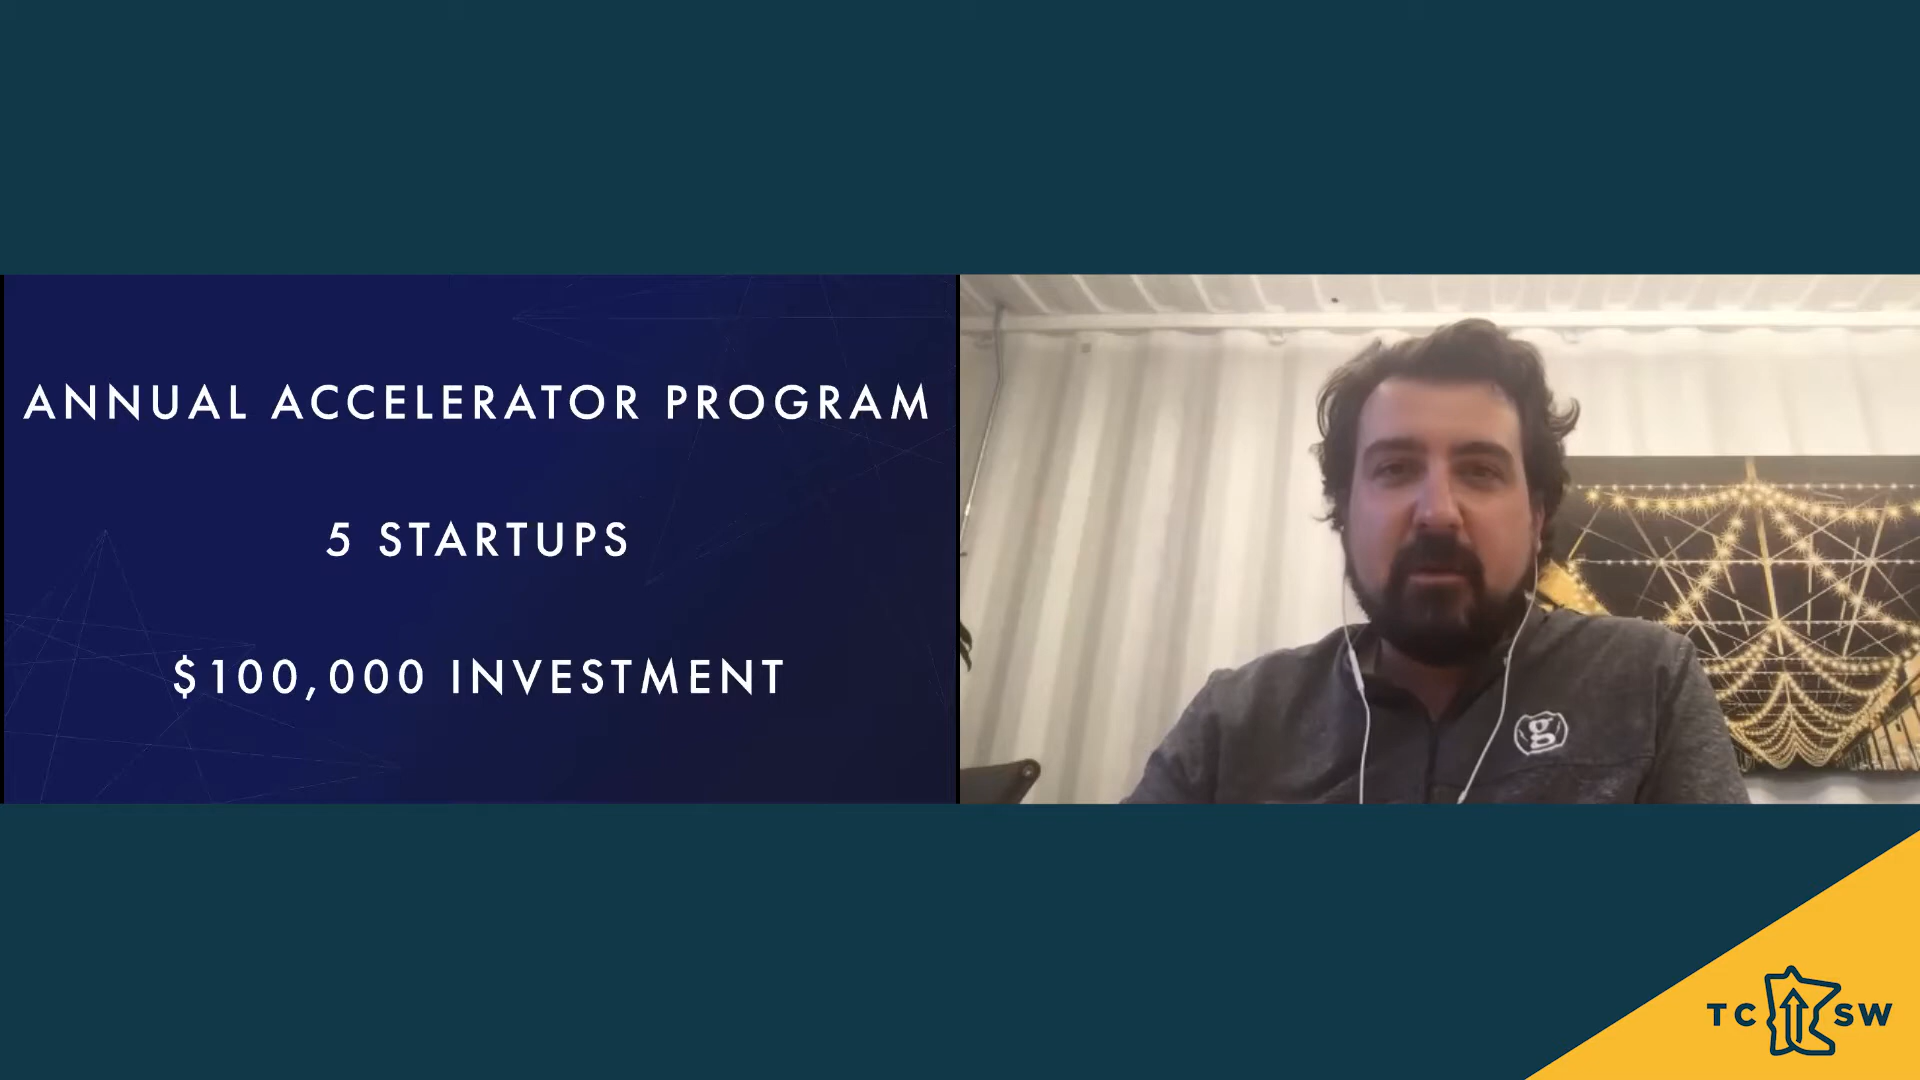 ANNUAL ACCELERATOR PROGRAM
5 STARTUPS
$100,000 INVESTMENT
g
TC SW